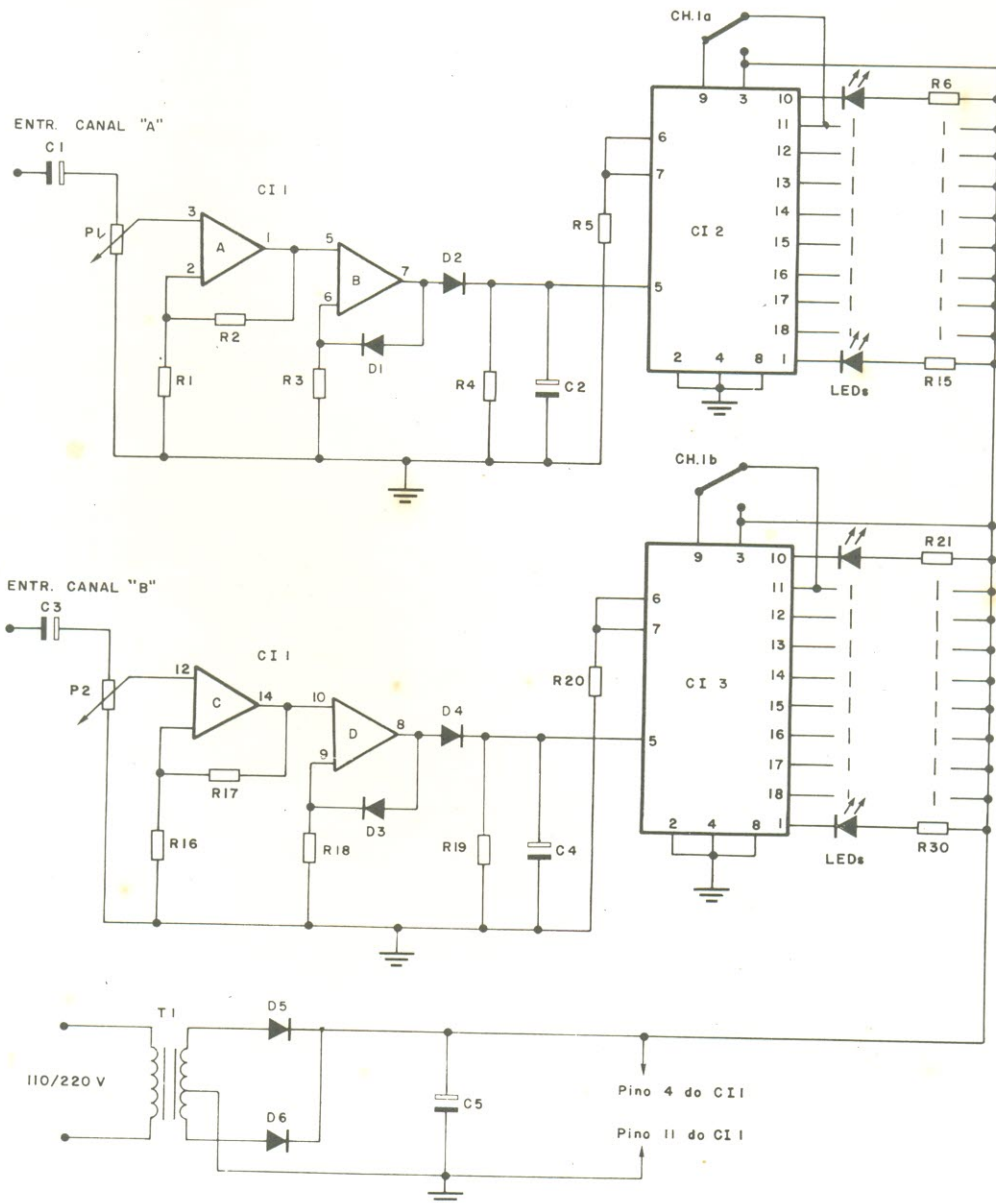 CH.1a
9
3
10
R6
ENTR. CANAL "A"
C1
11
6
12
7
13
CI 1
P1
3
A
1
2
R2
5
B
7
6
D2
R5
CI 2
14
15
16
17
5
18
D1
R1
R3
R4
C2
2
4
8
1
LEDs
R15
CH.1b
9
3
10
R21
ENTR. CANAL "B"
C3
11
6
12
7
13
CI 1
P2
12
C
14
R17
10
D
8
9
D4
R20
CI 3
14
15
5
16
17
18
D3
R16
R18
R19
C4
2
4
8
1
LEDs
R30
T1
D5
110/220 V
C5
Pino 4 do CI1
D6
Pino 11 do CI1